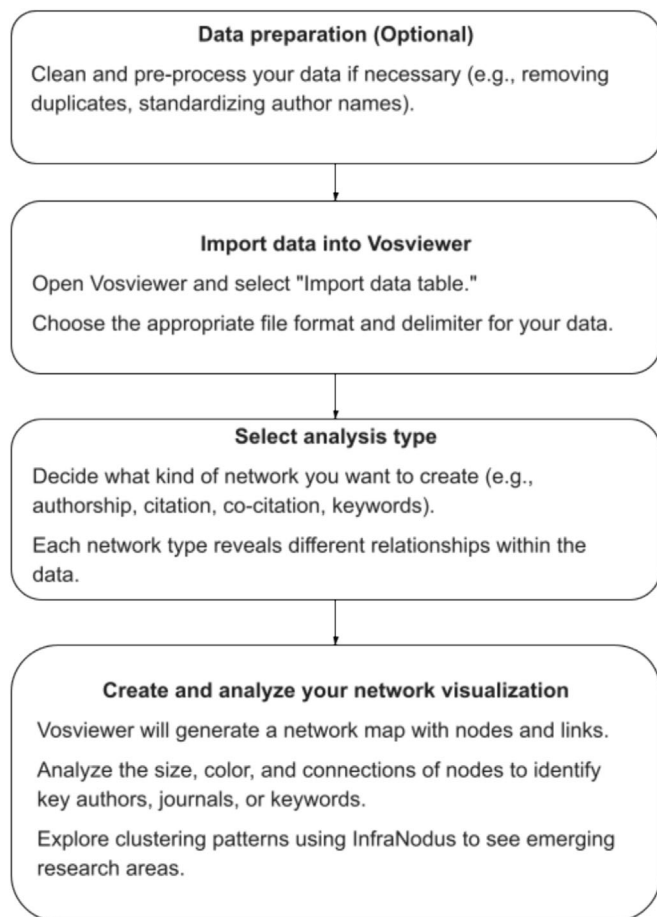 Data preparation (Optional)
Clean and pre-process your data if necessary (e.g., removing
duplicates, standardizing author names).
Import data into Vosviewer
Open Vosviewer and select "Import data table."
Choose the appropriate file format and delimiter for your data.
Select analysis type
Decide what kind of network you want to create (e.g.,
authorship, citation, co-citation, keywords).
Each network type reveals different relationships within the
data.
Create and analyze your network visualization
Vosviewer will generate a network map with nodes and links.
Analyze the size, color, and connections of nodes to identify
key authors, journals, or keywords.
Explore clustering patterns using InfraNodus to see emerging
research areas.